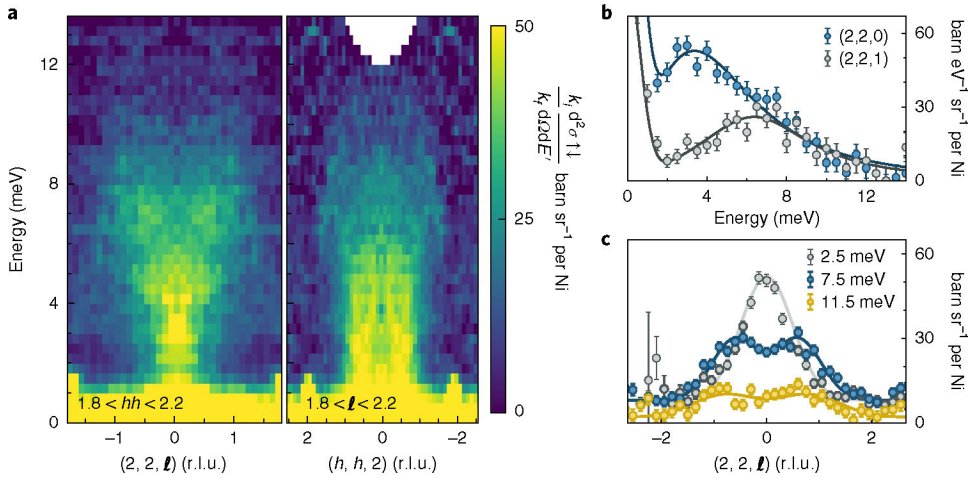 a
Energy (meV)
12
8
4
0
1.8 < hh < 2.2
−1
0
1
(2, 2, ℓ) (r.l.u.)
1.8 < ℓ < 2.2
2
0
−2
(h, h, 2) (r.l.u.)
50
25
0
k_i d²σ↑↓
k_f dΩdE′
barn sr⁻¹ per Ni
b
(2,2,0)
(2,2,1)
60
30
0
barn eV⁻¹ sr⁻¹
per Ni
0
4
8
12
Energy (meV)
c
2.5 meV
7.5 meV
11.5 meV
60
30
0
barn sr⁻¹ per Ni
−2
0
2
(2, 2, ℓ) (r.l.u.)